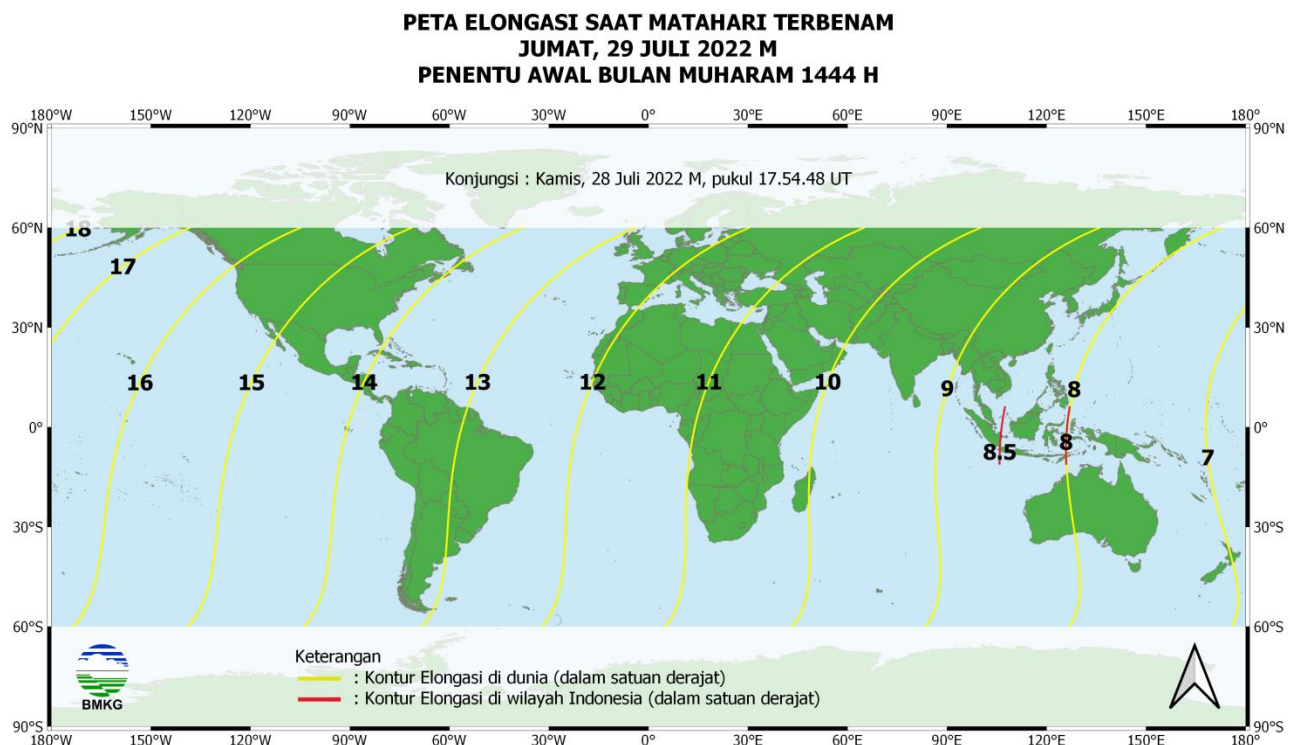 PETA ELONGASI SAAT MATAHARI TERBENAM
JUMAT, 29 JULI 2022 M
PENENTU AWAL BULAN MUHARAM 1444 H
180°W 150°W 120°W 90°W 60°W 30°W 0° 30°E 60°E 90°E 120°E 150°E 180°
90°N 90°N
Konjungsi : Kamis, 28 Juli 2022 M, pukul 17.54.48 UT
60°N 18 60°N
17
30°N 30°N
16 15 14 13 12 11 10 9 8
0° 0°
8.5 8 7
30°S 30°S
60°S 60°S
Keterangan
: Kontur Elongasi di dunia (dalam satuan derajat)
: Kontur Elongasi di wilayah Indonesia (dalam satuan derajat)
BMKG
90°S 90°S
180°W 150°W 120°W 90°W 60°W 30°W 0° 30°E 60°E 90°E 120°E 150°E 180°